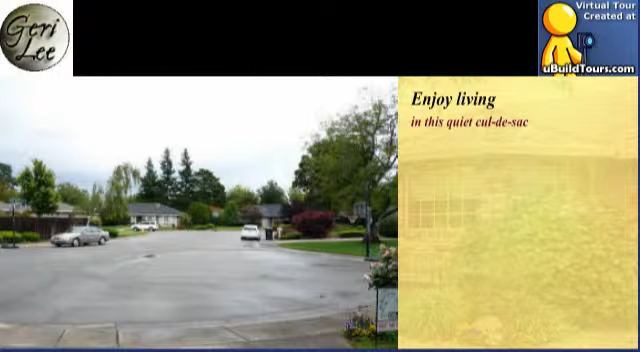 Geri
Lee
Virtual Tour
Created at
uBuildTours.com
Enjoy living
in this quiet cul-de-sac